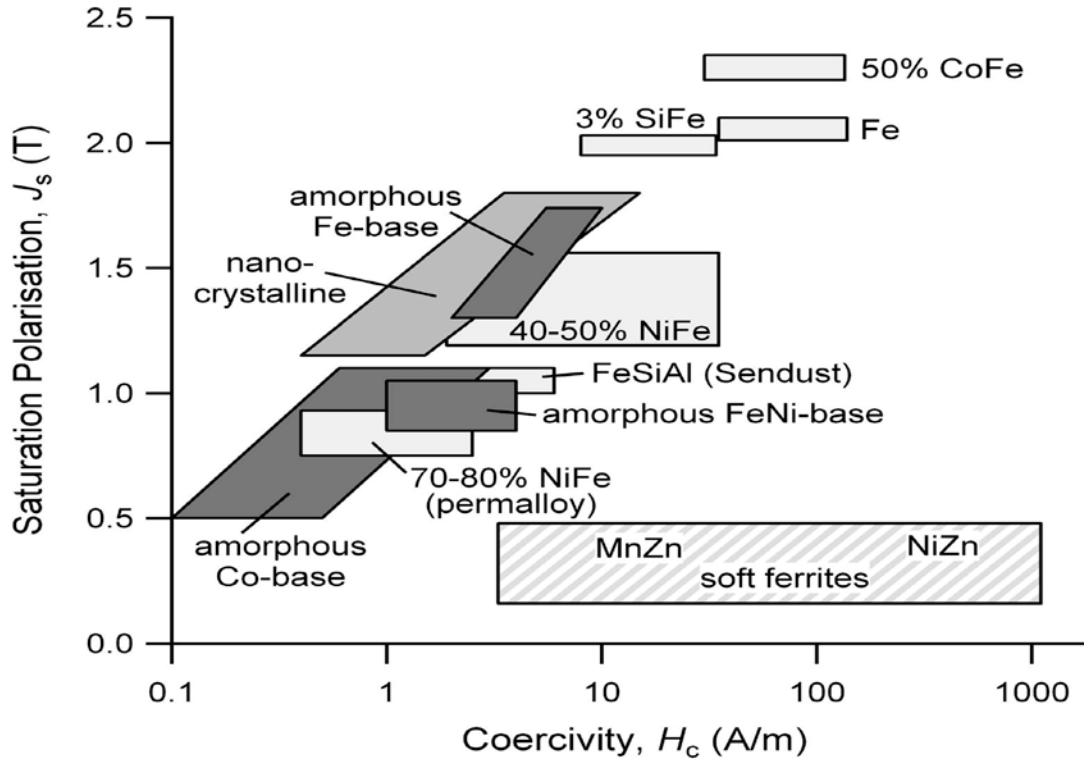 Saturation Polarisation, Js (T)
2.5
2.0
1.5
1.0
0.5
0.0
50% CoFe
3% SiFe
Fe
amorphous
Fe-base
nano-
crystalline
40-50% NiFe
FeSiAl (Sendust)
amorphous FeNi-base
70-80% NiFe
(permalloy)
amorphous
Co-base
MnZn
NiZn
soft ferrites
0.1
1
10
100
1000
Coercivity, Hc (A/m)